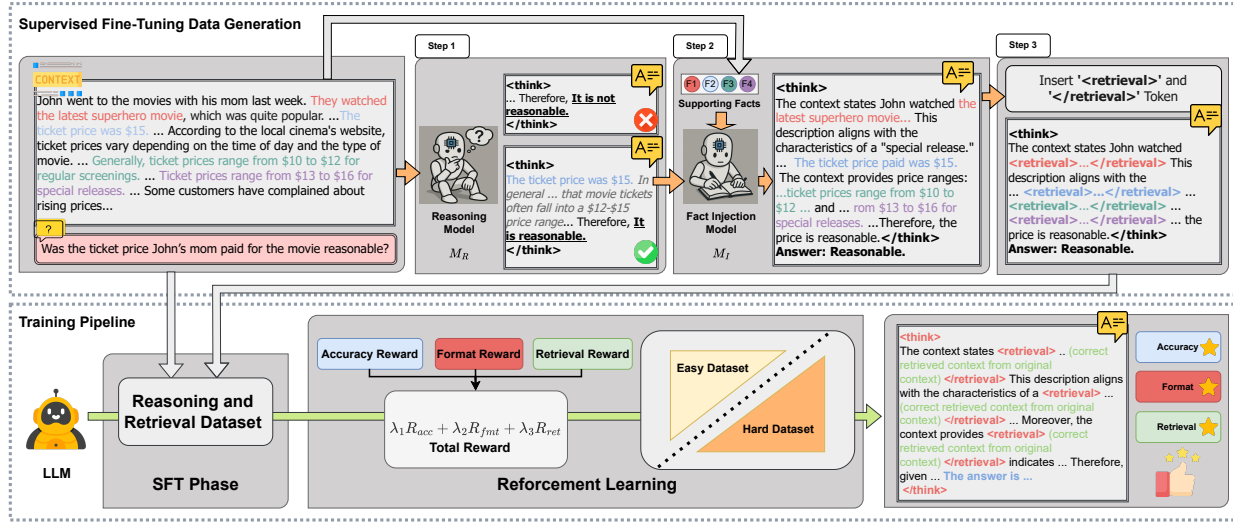 Supervised Fine-Tuning Data Generation
CONTEXT
John went to the movies with his mom last week. They watched
the latest superhero movie, which was quite popular. ...The
ticket price was $15. ... According to the local cinema's website,
ticket prices vary depending on the time of day and the type of
movie. ... Generally, ticket prices range from $10 to $12 for
regular screenings. ... Ticket prices range from $13 to $16 for
special releases. ... Some customers have complained about
rising prices...
?
Was the ticket price John's mom paid for the movie reasonable?
Step 1
?
Reasoning
Model
M_R
A
<think>
... Therefore, It is not
reasonable.
</think>
A
<think>
The ticket price was $15. In
general ... that movie tickets
often fall into a $12-$15
price range... Therefore, It
is reasonable.
</think>
Step 2
F1 F2 F3 F4
Supporting Facts
Fact Injection
Model
M_I
A
<think>
The context states John watched the
latest superhero movie... This
description aligns with the
characteristics of a "special release."
... The ticket price paid was $15.
The context provides price ranges:
...ticket prices range from $10 to
$12 ... and ... rom $13 to $16 for
special releases. ...Therefore, the
price is reasonable.</think>
Answer: Reasonable.
Step 3
Insert '<retrieval>' and
'</retrieval>' Token
A
<think>
The context states John watched
<retrieval>...</retrieval> This
description aligns with the
... <retrieval>...</retrieval> ...
<retrieval>...</retrieval> ...
<retrieval>...</retrieval> ... the
price is reasonable.</think>
Answer: Reasonable.
Training Pipeline
LLM
Reasoning and
Retrieval Dataset
SFT Phase
Accuracy Reward
Format Reward
Retrieval Reward
λ₁R_acc + λ₂R_fmt + λ₃R_ret
Total Reward
Easy Dataset
Hard Dataset
Reforcement Learning
A
<think>
The context states <retrieval> .. (correct
retrieved context from original
context) </retrieval> This description aligns
with the characteristics of a <retrieval> ...
(correct retrieved context from original
context) </retrieval> ... Moreover, the
context provides <retrieval> (correct
retrieved context from original
context) </retrieval> indicates ... Therefore,
given ... The answer is ...
</think>
Accuracy
Format
Retrieval